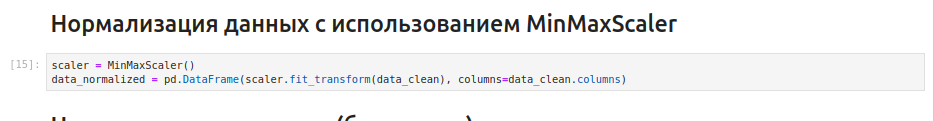 Нормализация данных с использованием MinMaxScaler
[15]:
scaler = MinMaxScaler()
data_normalized = pd.DataFrame(scaler.fit_transform(data_clean), columns=data_clean.columns)